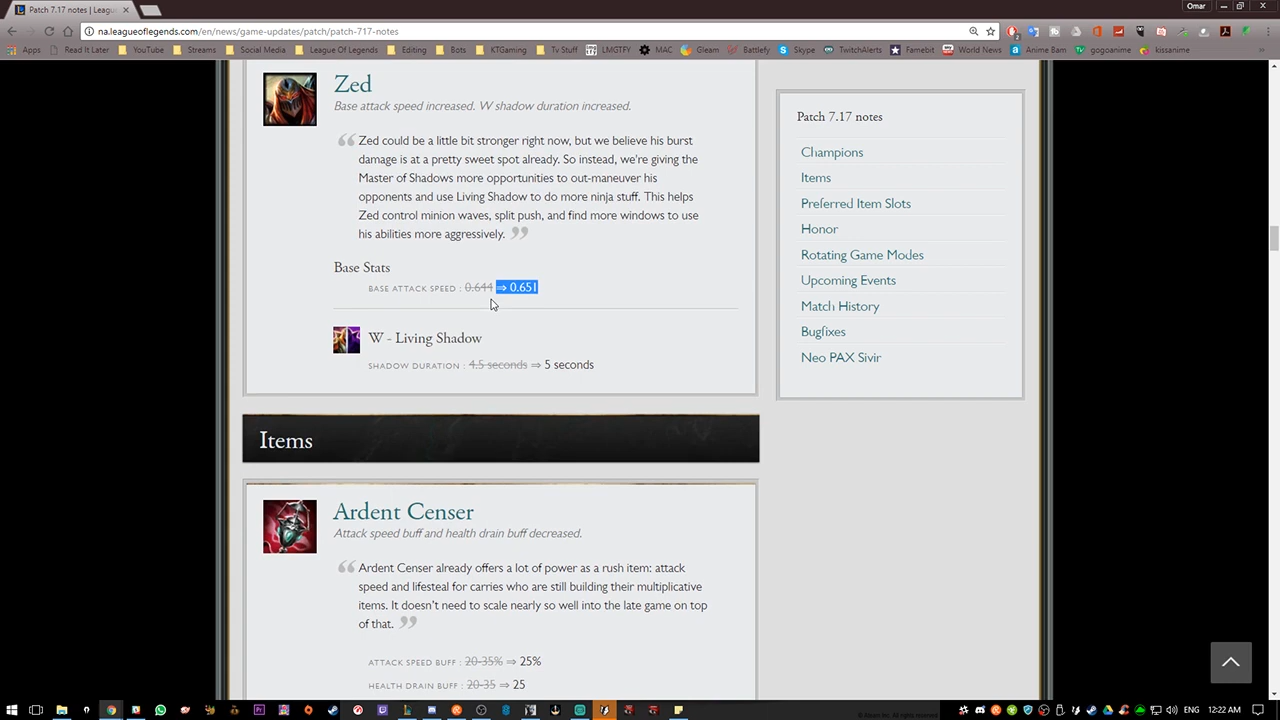 Patch 7.17 notes | Leagu
Omar
na.leagueoflegends.com/en/news/game-updates/patch/patch-717-notes
Apps Read It Later YouTube Streams Social Media League Of Legends Editing Bots KTGaming Tv Stuff LMGTFY MAC Gleam Battlefy Skype TwitchAlerts Famebit World News Anime Bam gogoanime kissanime
Zed
Base attack speed increased. W shadow duration increased.
Zed could be a little bit stronger right now, but we believe his burst
damage is at a pretty sweet spot already. So instead, we're giving the
Master of Shadows more opportunities to out-maneuver his
opponents and use Living Shadow to do more ninja stuff. This helps
Zed control minion waves, split push, and find more windows to use
his abilities more aggressively.
Base Stats
BASE ATTACK SPEED : 0.644 ⇒ 0.651
W - Living Shadow
SHADOW DURATION : 4.5 seconds ⇒ 5 seconds
Items
Ardent Censer
Attack speed buff and health drain buff decreased.
Ardent Censer already offers a lot of power as a rush item: attack
speed and lifesteal for carries who are still building their multiplicative
items. It doesn't need to scale nearly so well into the late game on top
of that.
ATTACK SPEED BUFF : 20-35% ⇒ 25%
HEALTH DRAIN BUFF : 20-35 ⇒ 25
Patch 7.17 notes
Champions
Items
Preferred Item Slots
Honor
Rotating Game Modes
Upcoming Events
Match History
Bugfixes
Neo PAX Sivir
12:22 AM